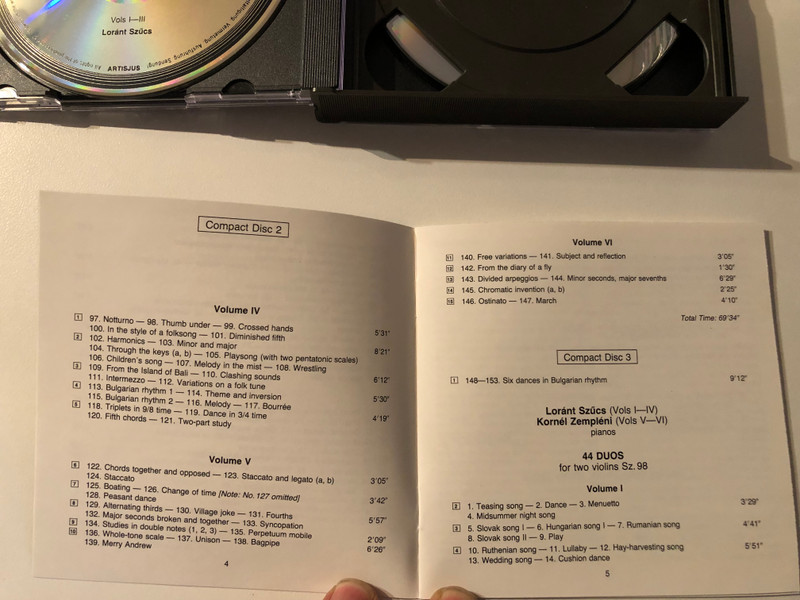 Vols I—III
Loránt Szűcs
ARTISJUS
Compact Disc 2
Volume IV
1 97. Notturno — 98. Thumb under — 99. Crossed hands
100. In the style of a folksong — 101. Diminished fifth 5'31"
2 102. Harmonics — 103. Minor and major
104. Through the keys (a, b) — 105. Playsong (with two pentatonic scales) 8'21"
106. Children's song — 107. Melody in the mist — 108. Wrestling
3 109. From the Island of Bali — 110. Clashing sounds
111. Intermezzo — 112. Variations on a folk tune 6'12"
4 113. Bulgarian rhythm 1 — 114. Theme and inversion
115. Bulgarian rhythm 2 — 116. Melody — 117. Bourrée 5'30"
5 118. Triplets in 9/8 time — 119. Dance in 3/4 time
120. Fifth chords — 121. Two-part study 4'19"
Volume V
6 122. Chords together and opposed — 123. Staccato and legato (a, b)
124. Staccato 3'05"
7 125. Boating — 126. Change of time [Note: No. 127 omitted]
128. Peasant dance 3'42"
8 129. Alternating thirds — 130. Village joke — 131. Fourths
132. Major seconds broken and together — 133. Syncopation 5'57"
9 134. Studies in double notes (1, 2, 3) — 135. Perpetuum mobile 2'09"
10 136. Whole-tone scale — 137. Unison — 138. Bagpipe
139. Merry Andrew 6'26"
4
Volume VI
11 140. Free variations — 141. Subject and reflection 3'05"
12 142. From the diary of a fly 1'30"
13 143. Divided arpeggios — 144. Minor seconds, major sevenths 6'29"
14 145. Chromatic invention (a, b) 2'25"
15 146. Ostinato — 147. March 4'10"
Total Time: 69'34"
Compact Disc 3
1 148—153. Six dances in Bulgarian rhythm 9'12"
Loránt Szűcs (Vols I—IV)
Kornél Zempléni (Vols V—VI)
pianos
44 DUOS
for two violins Sz. 98
Volume I
2 1. Teasing song — 2. Dance — 3. Menuetto 3'29"
4. Midsummer night song
3 5. Slovak song I — 6. Hungarian song I — 7. Rumanian song 4'41"
8. Slovak song II — 9. Play
4 10. Ruthenian song — 11. Lullaby — 12. Hay-harvesting song 5'51"
13. Wedding song — 14. Cushion dance
5